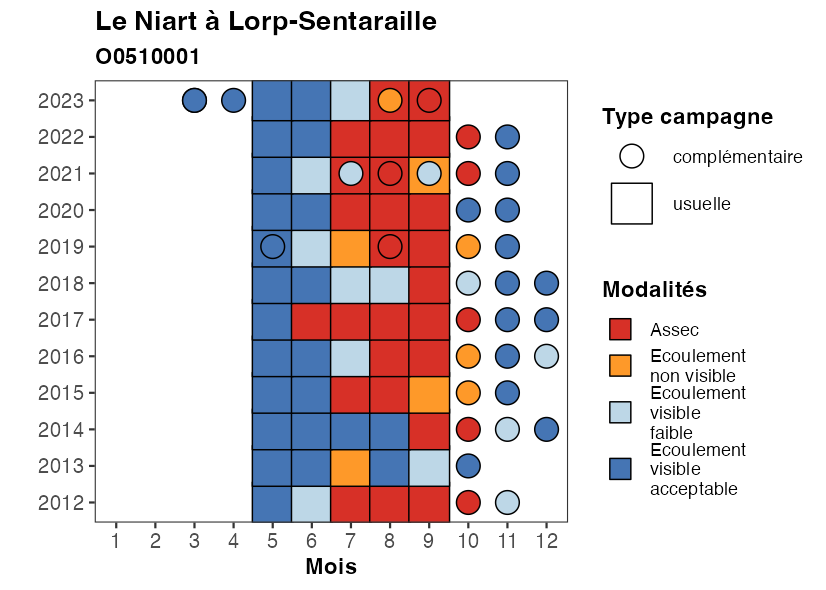 Le Niart à Lorp-Sentaraille
O0510001
2023
2022
2021
2020
2019
2018
2017
2016
2015
2014
2013
2012
1 2 3 4 5 6 7 8 9 10 11 12
Mois
Type campagne
complémentaire
usuelle
Modalités
Assec
Ecoulement
non visible
Ecoulement
visible
faible
Ecoulement
visible
acceptable